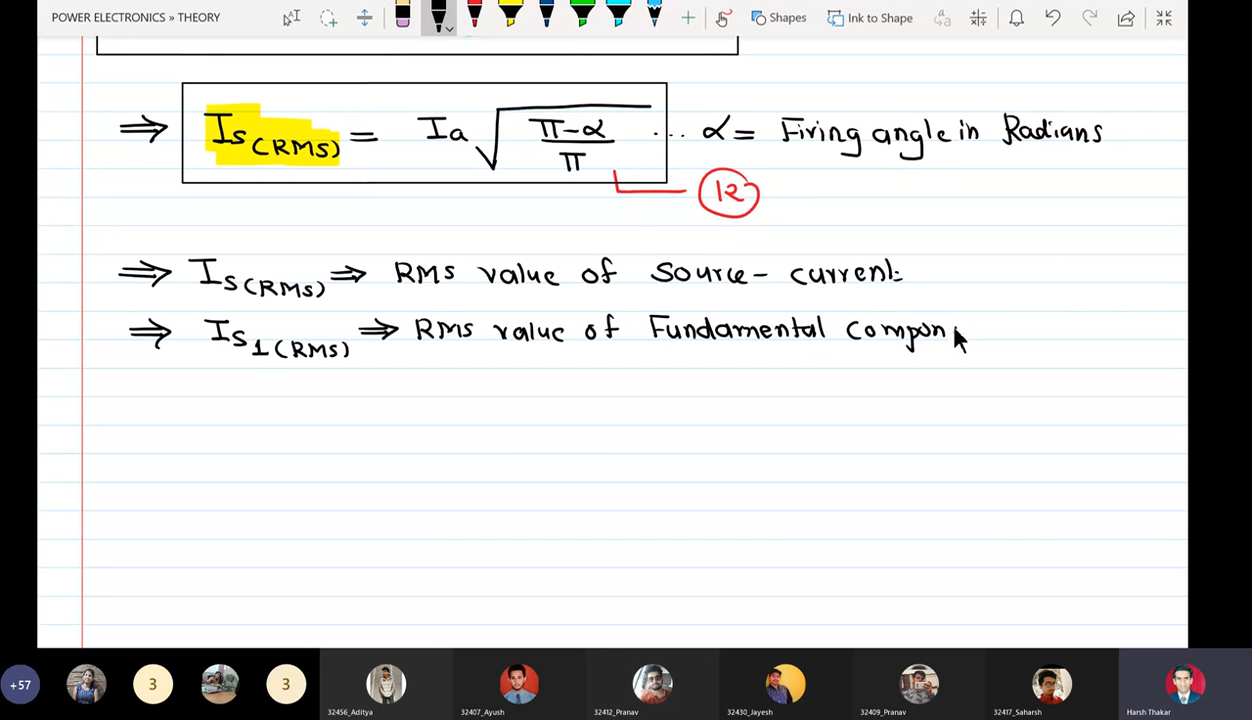 POWER ELECTRONICS » THEORY
Shapes
Ink to Shape
⇒ Is(RMS) = Ia √((π-α)/π) ... α = Firing angle in Radians
12
⇒ Is(RMS) ⇒ RMS value of Source- current
⇒ Is1(RMS) ⇒ RMS value of Fundamental Compon
+57
3
3
32456_Aditya
32407_Ayush
32412_Pranav
32430_Jayesh
32409_Pranav
32417_Saharsh
Harsh Thakar